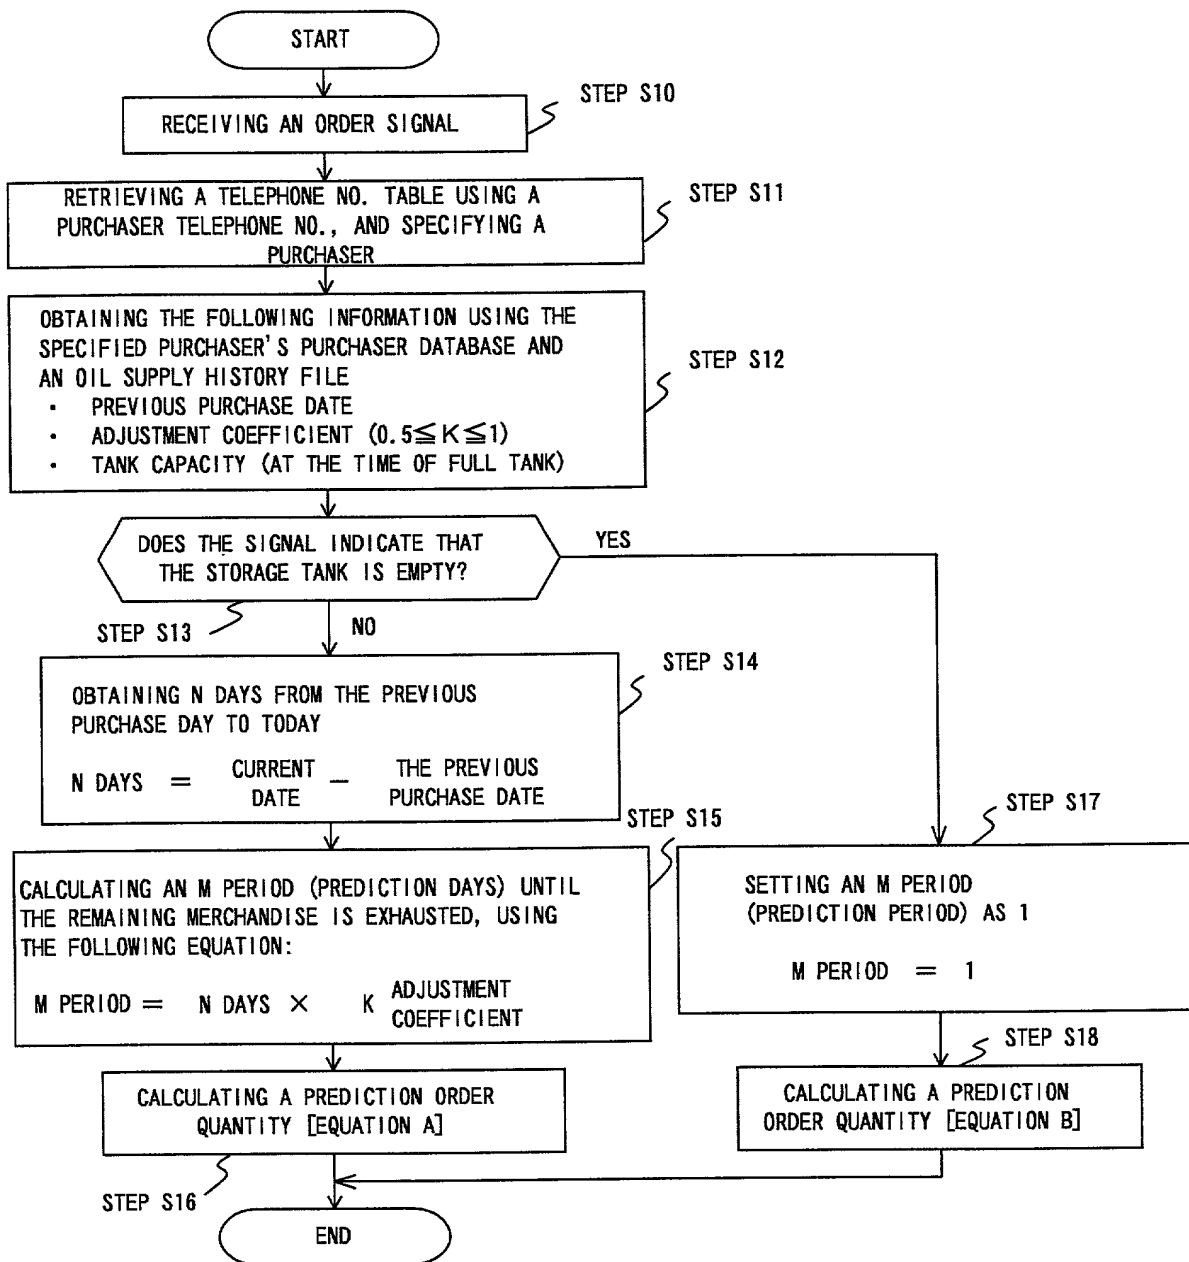 START
STEP S10
RECEIVING AN ORDER SIGNAL
STEP S11
RETRIEVING A TELEPHONE NO. TABLE USING A
PURCHASER TELEPHONE NO., AND SPECIFYING A
PURCHASER
STEP S12
OBTAINING THE FOLLOWING INFORMATION USING THE
SPECIFIED PURCHASER'S PURCHASER DATABASE AND
AN OIL SUPPLY HISTORY FILE
· PREVIOUS PURCHASE DATE
· ADJUSTMENT COEFFICIENT (0.5≦K≦1)
· TANK CAPACITY (AT THE TIME OF FULL TANK)
DOES THE SIGNAL INDICATE THAT
THE STORAGE TANK IS EMPTY?
YES
STEP S13
NO
STEP S14
OBTAINING N DAYS FROM THE PREVIOUS
PURCHASE DAY TO TODAY
N DAYS = CURRENT DATE − THE PREVIOUS PURCHASE DATE
STEP S15
CALCULATING AN M PERIOD (PREDICTION DAYS) UNTIL
THE REMAINING MERCHANDISE IS EXHAUSTED, USING
THE FOLLOWING EQUATION:
M PERIOD = N DAYS × K ADJUSTMENT COEFFICIENT
STEP S17
SETTING AN M PERIOD
(PREDICTION PERIOD) AS 1
M PERIOD = 1
CALCULATING A PREDICTION ORDER
QUANTITY [EQUATION A]
STEP S16
STEP S18
CALCULATING A PREDICTION
ORDER QUANTITY [EQUATION B]
END